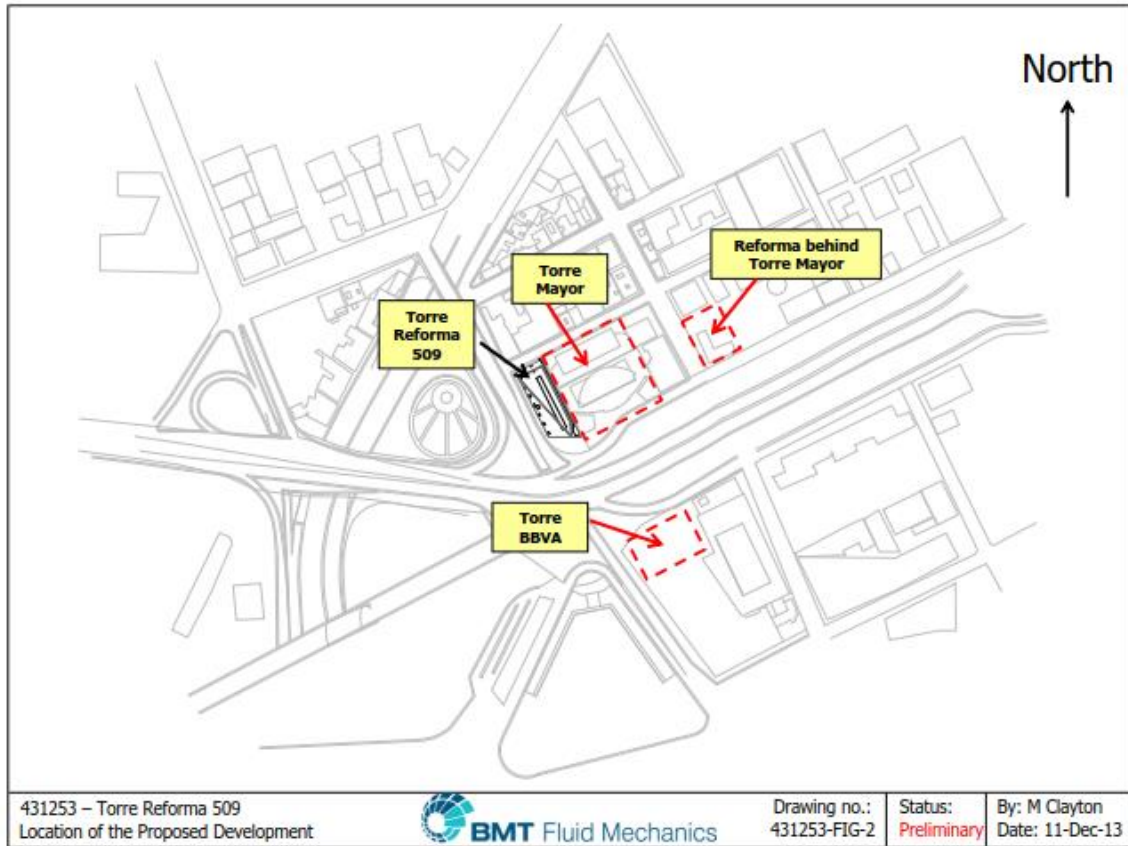 North
Reforma behind
Torre Mayor
Torre
Mayor
Torre
Reforma
509
Torre
BBVA
431253 – Torre Reforma 509
Location of the Proposed Development
BMT Fluid Mechanics
Drawing no.:
431253-FIG-2
Status:
Preliminary
By: M Clayton
Date: 11-Dec-13